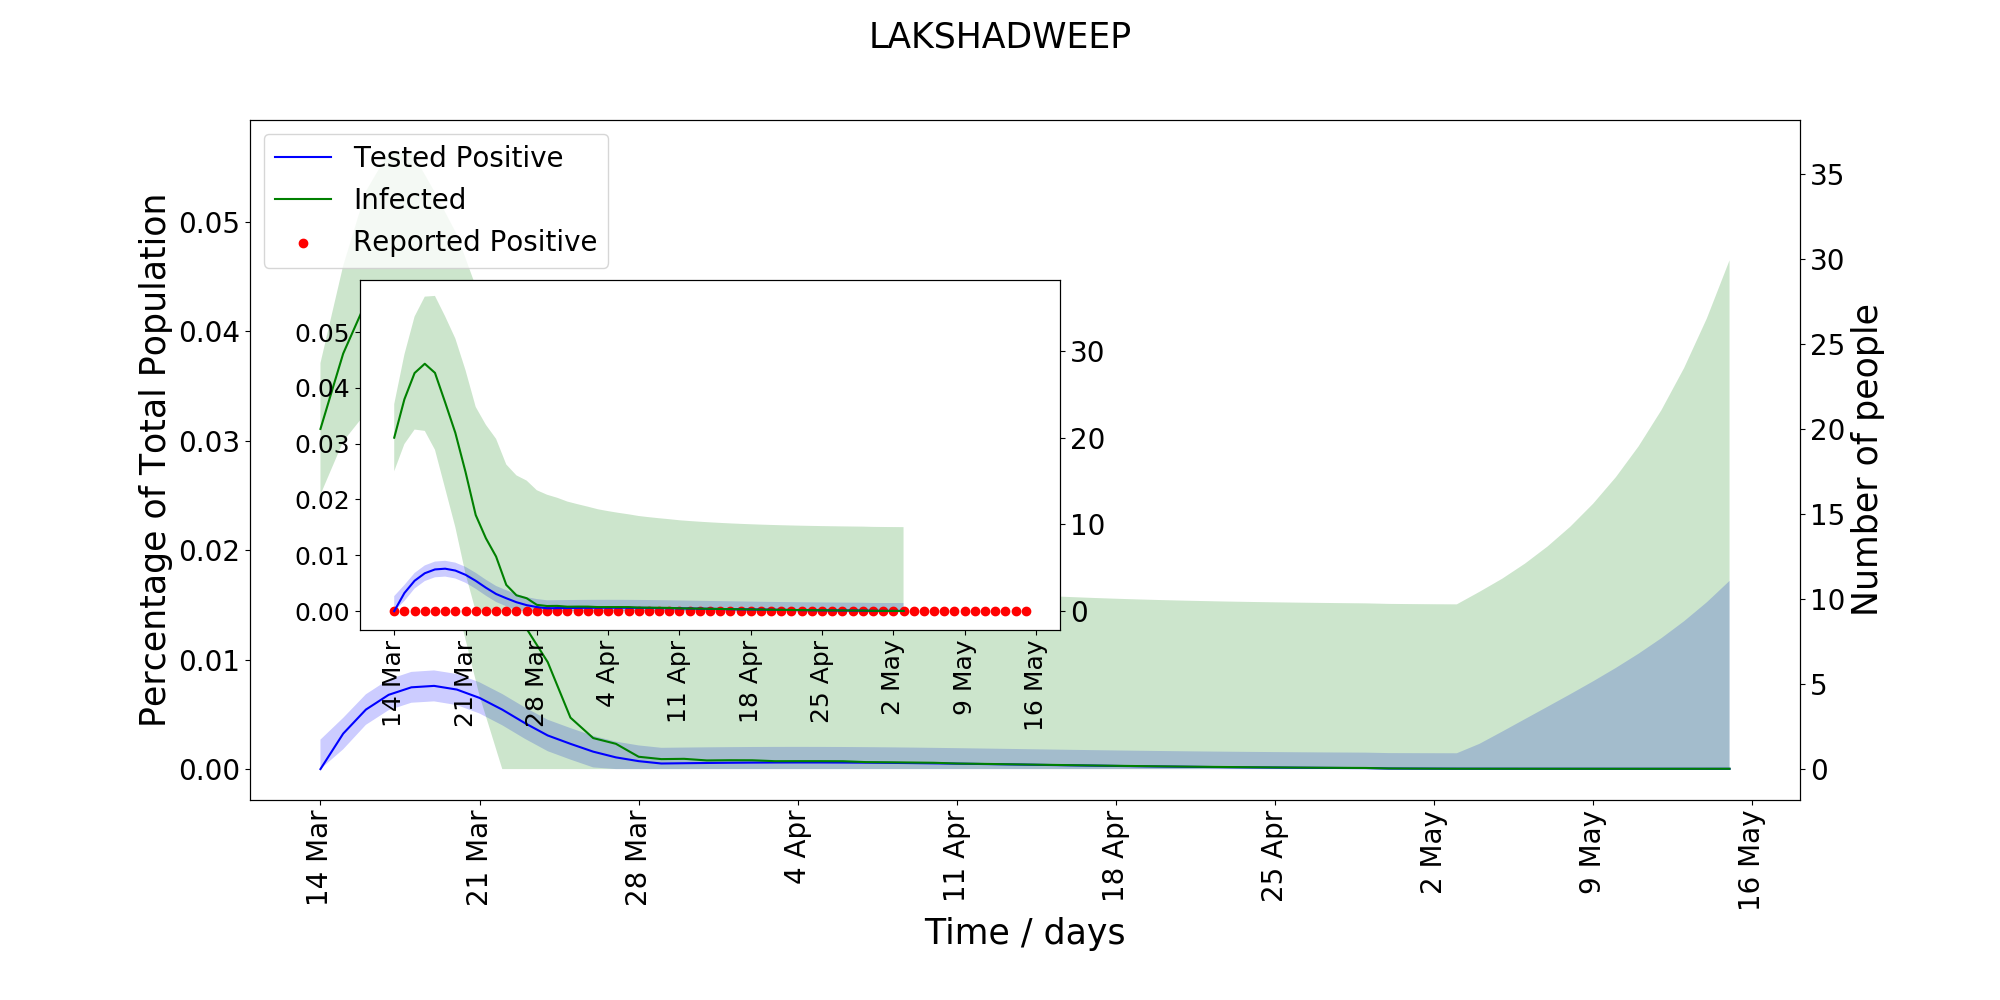 LAKSHADWEEP
Tested Positive
Infected
Reported Positive
Percentage of Total Population
0.05
0.04
0.03
0.02
0.01
0.00
35
30
25
20
15
10
5
0
Number of people
0.05
0.04
0.03
0.02
0.01
0.00
30
20
10
0
14 Mar
21 Mar
28 Mar
4 Apr
11 Apr
18 Apr
25 Apr
2 May
9 May
16 May
14 Mar
21 Mar
28 Mar
4 Apr
11 Apr
18 Apr
25 Apr
2 May
9 May
16 May
Time / days